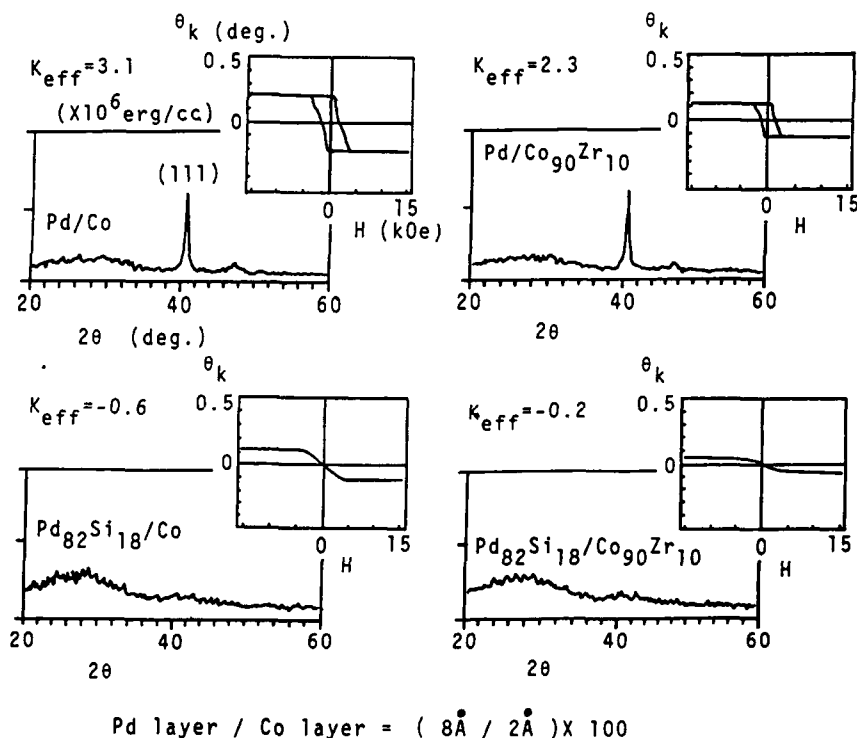 θk (deg.)
Keff=3.1
(X10⁶erg/cc)
0.5
0
0 15
H (kOe)
(111)
Pd/Co
20 40 60
2θ (deg.)
θk
Keff=2.3
0.5
0
Pd/Co90Zr10
0 15
H
20 40 60
2θ
θk
Keff=-0.6
0.5
0
0 15
H
Pd82Si18/Co
20 40 60
2θ
θk
Keff=-0.2
0.5
0
0 15
H
Pd82Si18/Co90Zr10
20 40 60
2θ
Pd layer / Co layer = ( 8Å / 2Å )X 100